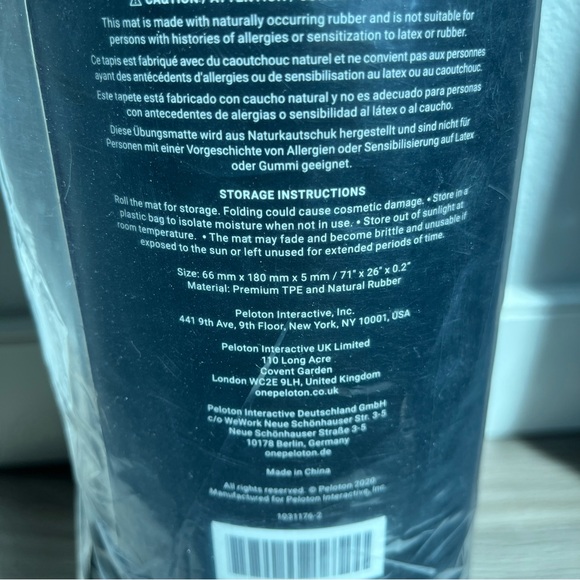 ⚠ CAUTION / ATTENTION
This mat is made with naturally occurring rubber and is not suitable for
persons with histories of allergies or sensitization to latex or rubber.
Ce tapis est fabriqué avec du caoutchouc naturel et ne convient pas aux personnes
ayant des antécédents d'allergies ou de sensibilisation au latex ou au caoutchouc.
Este tapete está fabricado con caucho natural y no es adecuado para personas
con antecedentes de alergias o sensibilidad al látex o al caucho.
Diese Übungsmatte wird aus Naturkautschuk hergestellt und sind nicht für
Personen mit einer Vorgeschichte von Allergien oder Sensibilisierung auf Latex
oder Gummi geeignet.
STORAGE INSTRUCTIONS
Roll the mat for storage. Folding could cause cosmetic damage. • Store in a
plastic bag to isolate moisture when not in use. • Store out of sunlight at
room temperature. • The mat may fade and become brittle and unusable if
exposed to the sun or left unused for extended periods of time.
Size: 66 mm x 180 mm x 5 mm / 71" x 26" x 0.2"
Material: Premium TPE and Natural Rubber
Peloton Interactive, Inc.
441 9th Ave, 9th Floor, New York, NY 10001, USA
Peloton Interactive UK Limited
110 Long Acre
Covent Garden
London WC2E 9LH, United Kingdom
onepeloton.co.uk
Peloton Interactive Deutschland GmbH
c/o WeWork Neue Schönhauser Str. 3-5
Neue Schönhauser Straße 3-5
10178 Berlin, Germany
onepeloton.de
Made in China
All rights reserved. © Peloton 2020
Manufactured for Peloton Interactive, Inc.
1031176-2